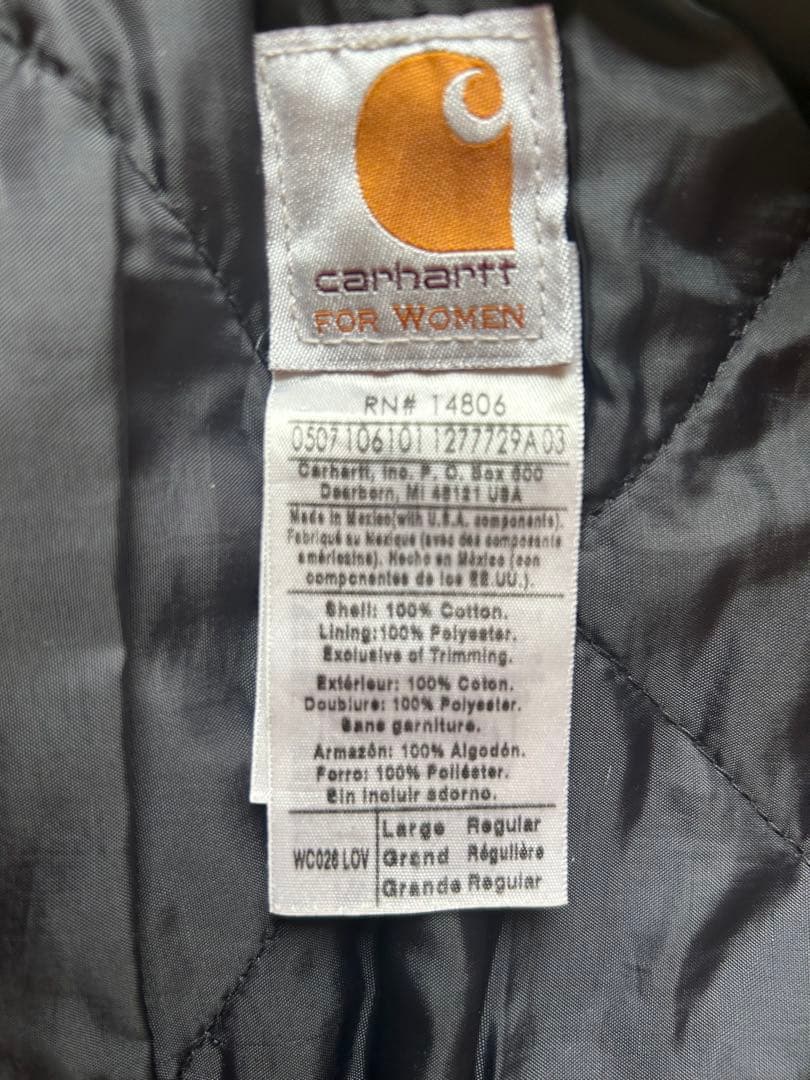 carhartt
FOR WOMEN
RN# 14806
0507106101 1277729A 03
Carhartt, Inc. P. O. Box 600
Dearborn, MI 48121 USA
Made in Mexico(with U.S.A. components).
Fabriqué au Mexique (avec des composants
américains). Hecho en México (con
componentes de los EE.UU.).
Shell: 100% Cotton.
Lining:100% Polyester.
Exclusive of Trimming.
Extérieur: 100% Coton.
Doublure: 100% Polyester.
Sans garniture.
Armazón: 100% Algodón.
Forro: 100% Poliéster.
Sin incluir adorno.
Large Regular
WC026 LOV Grand Régulière
Grande Regular